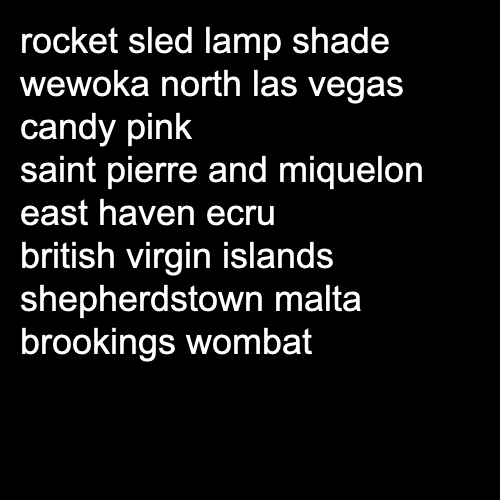 rocket sled lamp shade
wewoka north las vegas
candy pink
saint pierre and miquelon
east haven ecru
british virgin islands
shepherdstown malta
brookings wombat